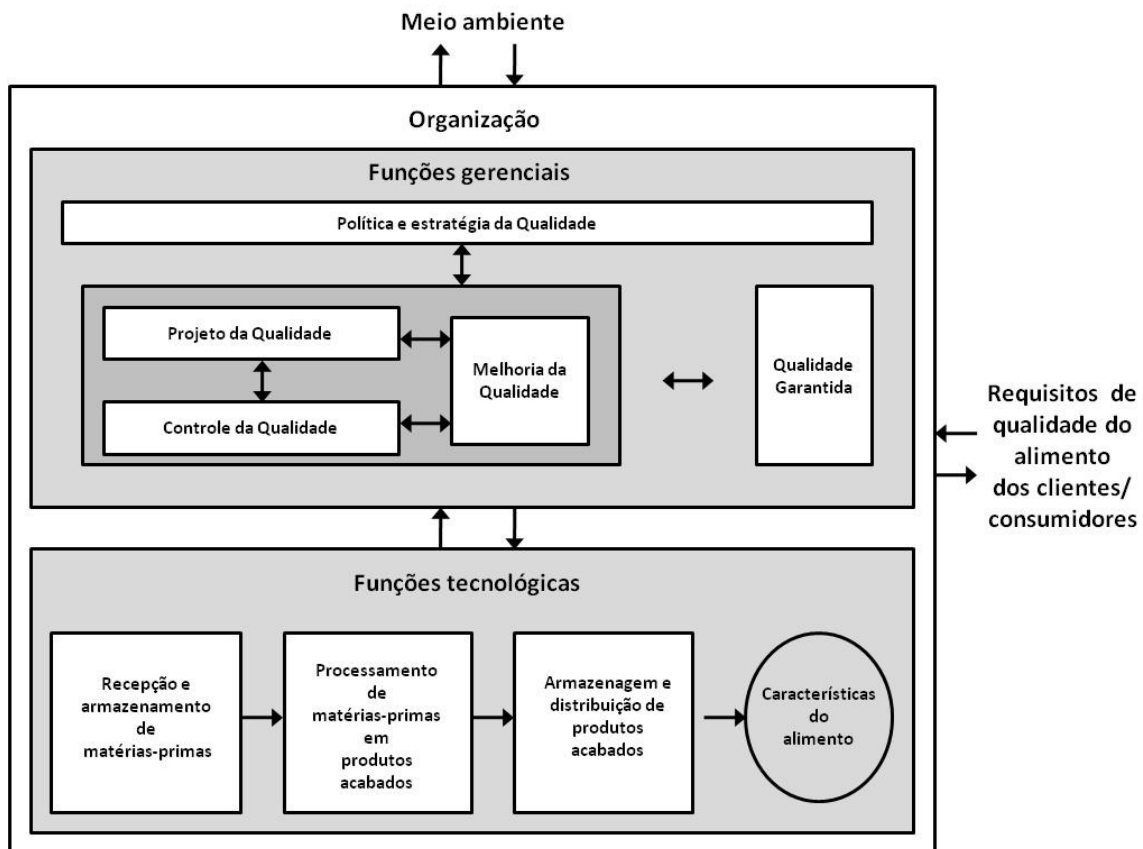 Meio ambiente
Organização
Funções gerenciais
Política e estratégia da Qualidade
Projeto da Qualidade
Controle da Qualidade
Melhoria da
Qualidade
Qualidade
Garantida
Requisitos de
qualidade do
alimento
dos clientes/
consumidores
Funções tecnológicas
Recepção e
armazenamento
de
matérias-primas
Processamento
de
matérias-primas
em
produtos
acabados
Armazenagem e
distribuição de
produtos
acabados
Características
do
alimento